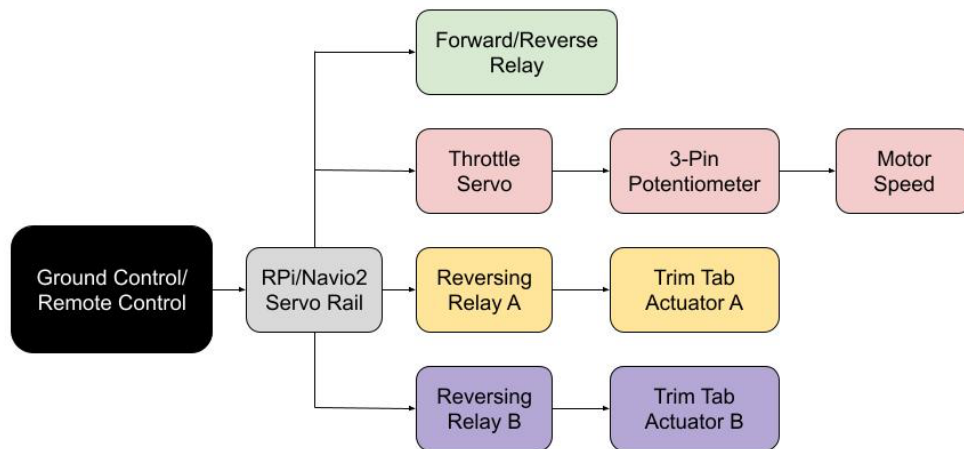 Forward/Reverse
Relay
Throttle
Servo
3-Pin
Potentiometer
Motor
Speed
Ground Control/
Remote Control
RPi/Navio2
Servo Rail
Reversing
Relay A
Trim Tab
Actuator A
Reversing
Relay B
Trim Tab
Actuator B